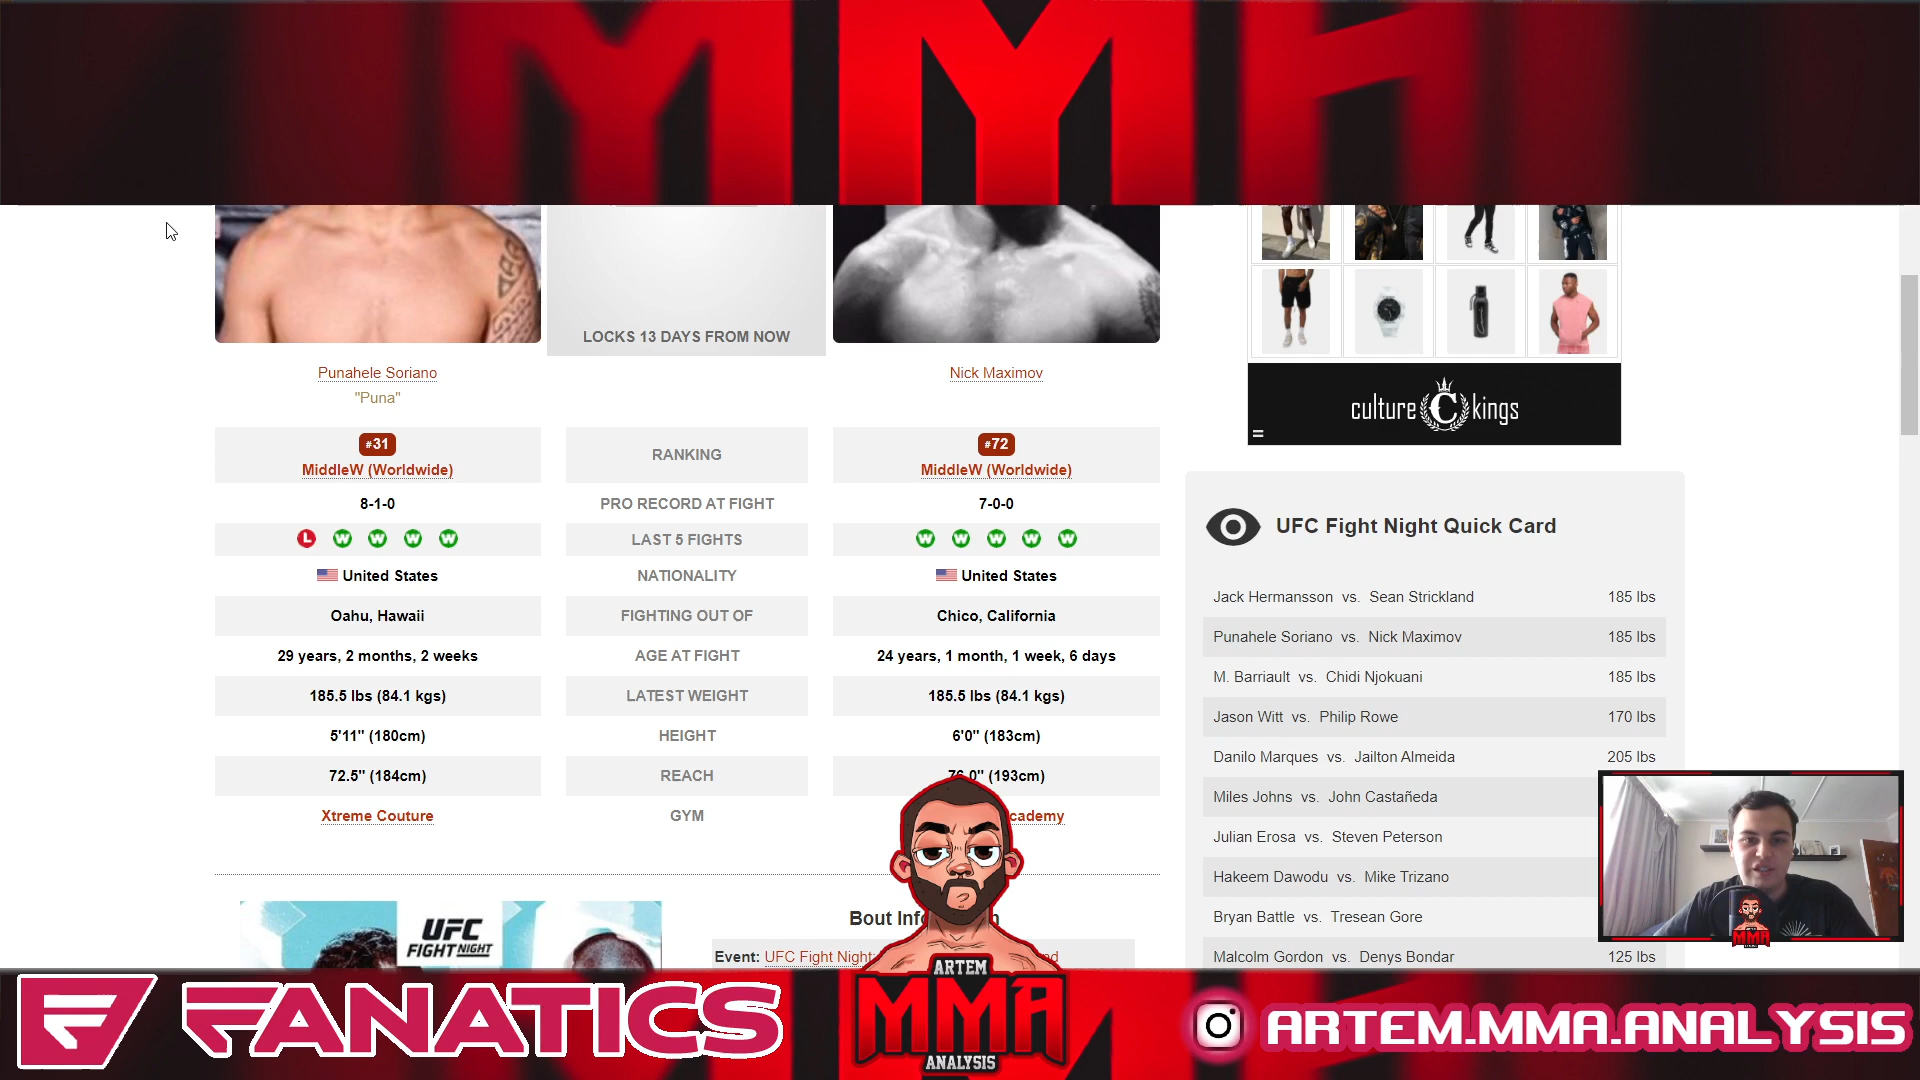 MMA
LOCKS 13 DAYS FROM NOW
Punahele Soriano
"Puna"
Nick Maximov
culture C kings
#31
MiddleW (Worldwide)
RANKING
#72
MiddleW (Worldwide)
8-1-0
PRO RECORD AT FIGHT
7-0-0
L W W W W
LAST 5 FIGHTS
W W W W W
United States
NATIONALITY
United States
Oahu, Hawaii
FIGHTING OUT OF
Chico, California
29 years, 2 months, 2 weeks
AGE AT FIGHT
24 years, 1 month, 1 week, 6 days
185.5 lbs (84.1 kgs)
LATEST WEIGHT
185.5 lbs (84.1 kgs)
5'11" (180cm)
HEIGHT
6'0" (183cm)
72.5" (184cm)
REACH
76.0" (193cm)
Xtreme Couture
GYM
cademy
UFC Fight Night Quick Card
Jack Hermansson vs. Sean Strickland 185 lbs
Punahele Soriano vs. Nick Maximov 185 lbs
M. Barriault vs. Chidi Njokuani 185 lbs
Jason Witt vs. Philip Rowe 170 lbs
Danilo Marques vs. Jailton Almeida 205 lbs
Miles Johns vs. John Castañeda
Julian Erosa vs. Steven Peterson
Hakeem Dawodu vs. Mike Trizano
Bryan Battle vs. Tresean Gore
Malcolm Gordon vs. Denys Bondar 125 lbs
UFC
FIGHT NIGHT
Bout Inf n
Event: UFC Fight Night: nd
MMA
FANATICS
ARTEM
MMA
ANALYSIS
ARTEM.MMA.ANALYSIS